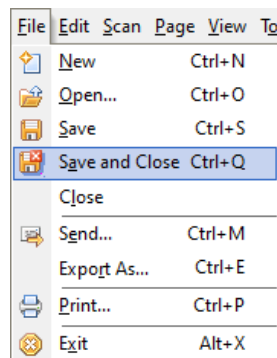 File Edit Scan Page View To
New Ctrl+N
Open... Ctrl+O
Save Ctrl+S
Save and Close Ctrl+Q
Close
Send... Ctrl+M
Export As... Ctrl+E
Print... Ctrl+P
Exit Alt+X